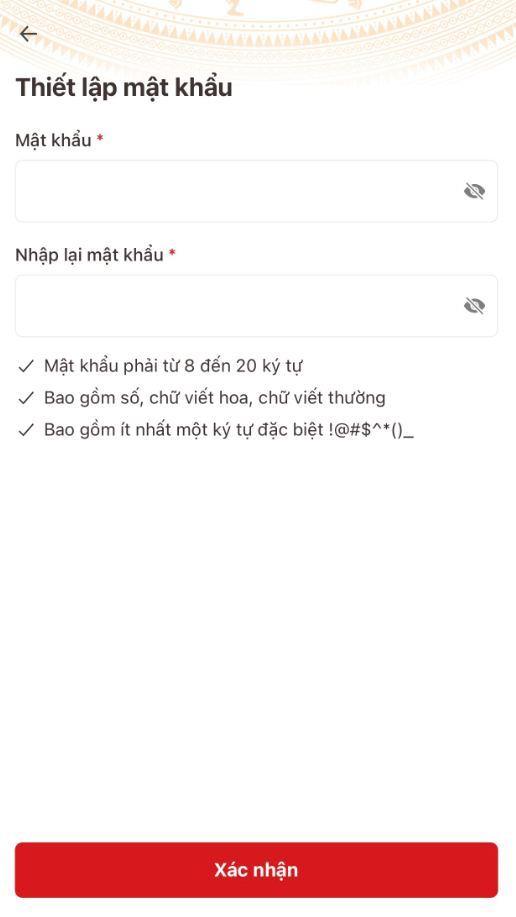 Thiết lập mật khẩu
Mật khẩu *
Nhập lại mật khẩu *
Mật khẩu phải từ 8 đến 20 ký tự
Bao gồm số, chữ viết hoa, chữ viết thường
Bao gồm ít nhất một ký tự đặc biệt !@#$^*()_
Xác nhận